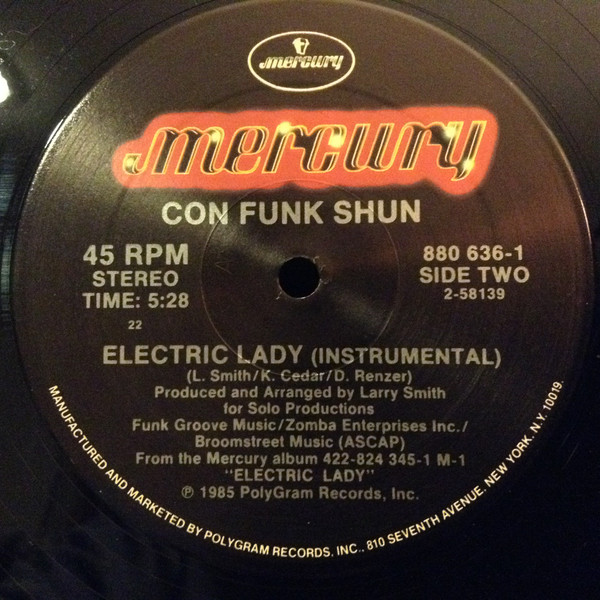 mercury
mercury
CON FUNK SHUN
45 RPM
STEREO
TIME: 5:28
22
880 636-1
SIDE TWO
2-58139
ELECTRIC LADY (INSTRUMENTAL)
(L. Smith/K. Cedar/D. Renzer)
Produced and Arranged by Larry Smith
for Solo Productions
Funk Groove Music/Zomba Enterprises Inc./
Broomstreet Music (ASCAP)
From the Mercury album 422-824 345-1 M-1
"ELECTRIC LADY"
℗ 1985 PolyGram Records, Inc.
MANUFACTURED AND MARKETED BY POLYGRAM RECORDS, INC., 810 SEVENTH AVENUE, NEW YORK, N.Y. 10019.